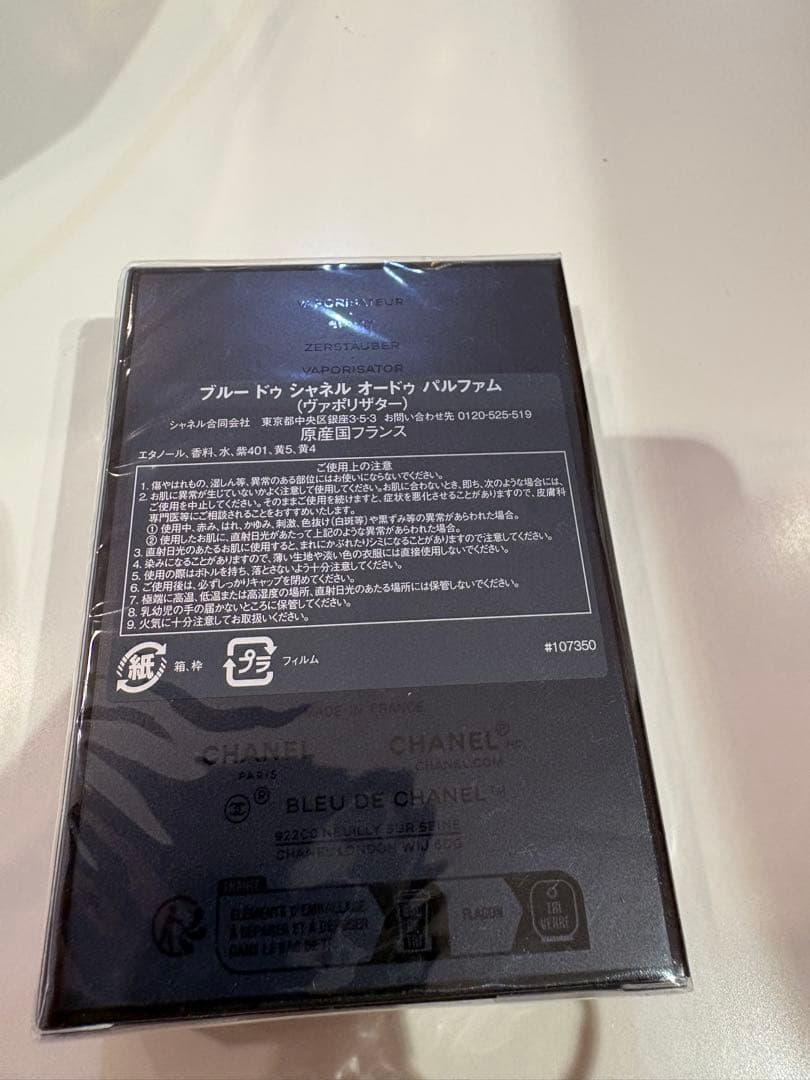 VAPORISATEUR
SPRAY
ZERSTÄUBER
VAPORISATOR
ブルー ドゥ シャネル オードゥ パルファム
(ヴァポリザター)
シャネル合同会社 東京都中央区銀座3-5-3 お問い合わせ先 0120-525-519
原産国フランス
エタノール、香料、水、紫401、黄5、黄4
ご使用上の注意
1. 傷やはれもの、湿しん等、異常のある部位にはお使いにならないでください。
2. お肌に異常が生じていないかよく注意して使用してください。お肌に合わないとき、即ち、次のような場合には、
ご使用を中止してください。そのままご使用を続けますと、症状を悪化させることがありますので、皮膚科
専門医等にご相談されることをおすすめいたします。
① 使用中、赤み、はれ、かゆみ、刺激、色抜け(白斑等)や黒ずみ等の異常があらわれた場合。
② 使用したお肌に、直射日光があたって上記のような異常があらわれた場合。
3. 直射日光のあたるお肌に使用すると、まれにかぶれたりシミになることがありますので注意してください。
4. 染みになることがありますので、薄い生地や淡い色の衣服には直接使用しないでください。
5. 使用の際はボトルを持ち、落とさないよう十分注意してください。
6. ご使用後は、必ずしっかりキャップを閉めてください。
7. 極端に高温、低温または高湿度の場所、直射日光のあたる場所には保管しないでください。
8. 乳幼児の手の届かないところに保管してください。
9. 火気に十分注意してお取扱いください。
紙 箱、枠 プラ フィルム
#107350
MADE IN FRANCE
CHANEL CHANEL®
PARIS CHANEL.COM
® BLEU DE CHANEL™
92200 NEUILLY SUR SEINE
CHANEL LONDON W1J 6DG
FRANCE
ÉLÉMENTS D'EMBALLAGE
À SÉPARER ET À DÉPOSER
DANS LE BAC DE TRI
FLACON
TRI
VERRE